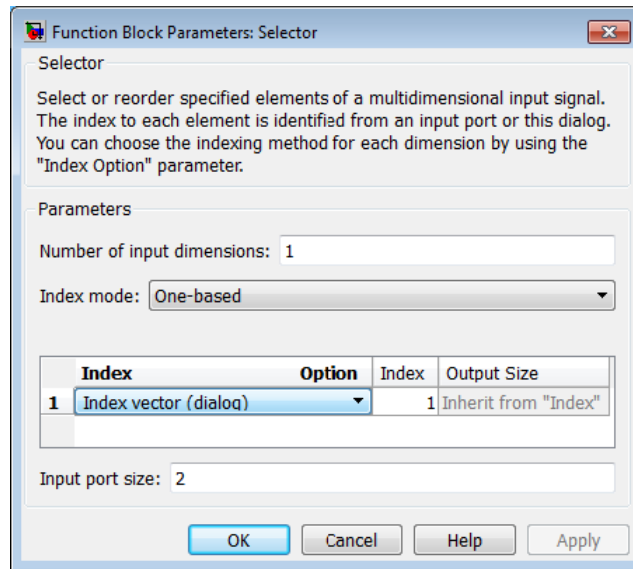 Function Block Parameters: Selector
Selector
Select or reorder specified elements of a multidimensional input signal.
The index to each element is identified from an input port or this dialog.
You can choose the indexing method for each dimension by using the
"Index Option" parameter.
Parameters
Number of input dimensions: 1
Index mode: One-based
Index Option Index Output Size
1 Index vector (dialog) 1 Inherit from "Index"
Input port size: 2
OK Cancel Help Apply